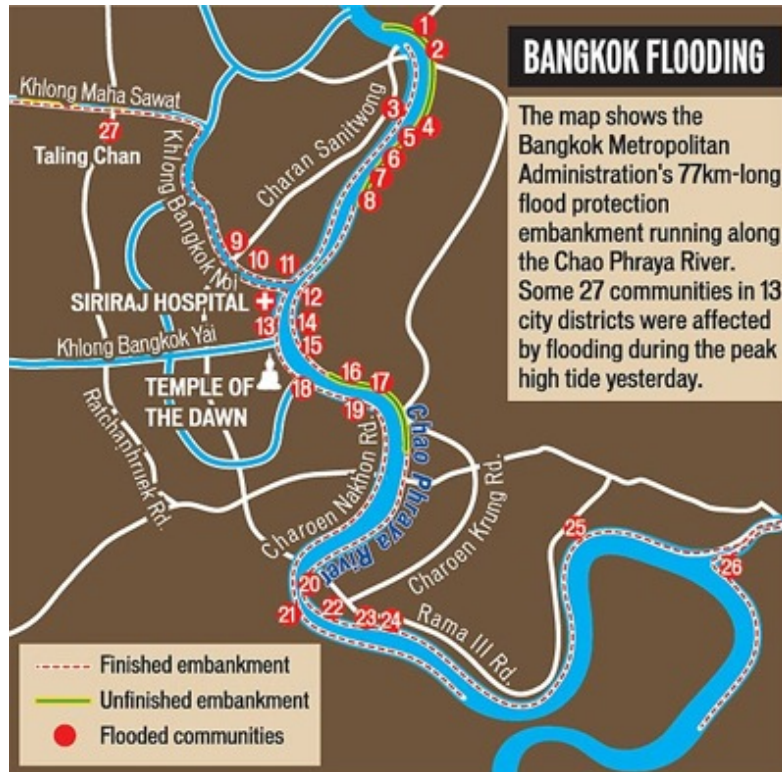 BANGKOK FLOODING
The map shows the
Bangkok Metropolitan
Administration's 77km-long
flood protection
embankment running along
the Chao Phraya River.
Some 27 communities in 13
city districts were affected
by flooding during the peak
high tide yesterday.
1
2
Khlong Maha Sawat
27
Taling Chan
3
4
5
6
7
8
Charan Sanitwong
Khlong Bangkok Noi
9
10
11
SIRIRAJ HOSPITAL
12
13
14
15
Khlong Bangkok Yai
TEMPLE OF
THE DAWN
16
17
18
19
Ratchanhruek Rd.
Charoen Nakhon Rd.
Chao Phraya River
Charoen Krung Rd.
20
21
22
23
24
Rama III Rd.
25
26
Finished embankment
Unfinished embankment
Flooded communities